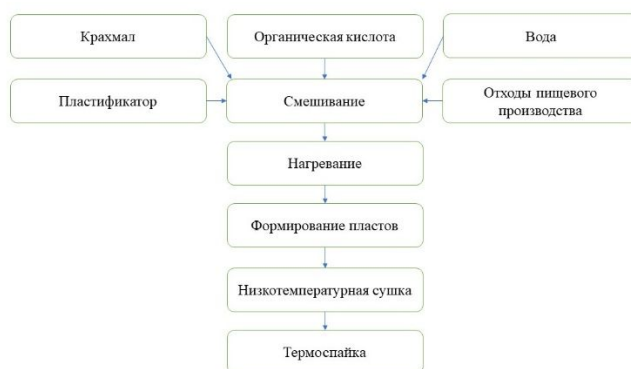 Крахмал
Органическая кислота
Вода
Пластификатор
Смешивание
Отходы пищевого
производства
Нагревание
Формирование пластов
Низкотемпературная сушка
Термоспайка